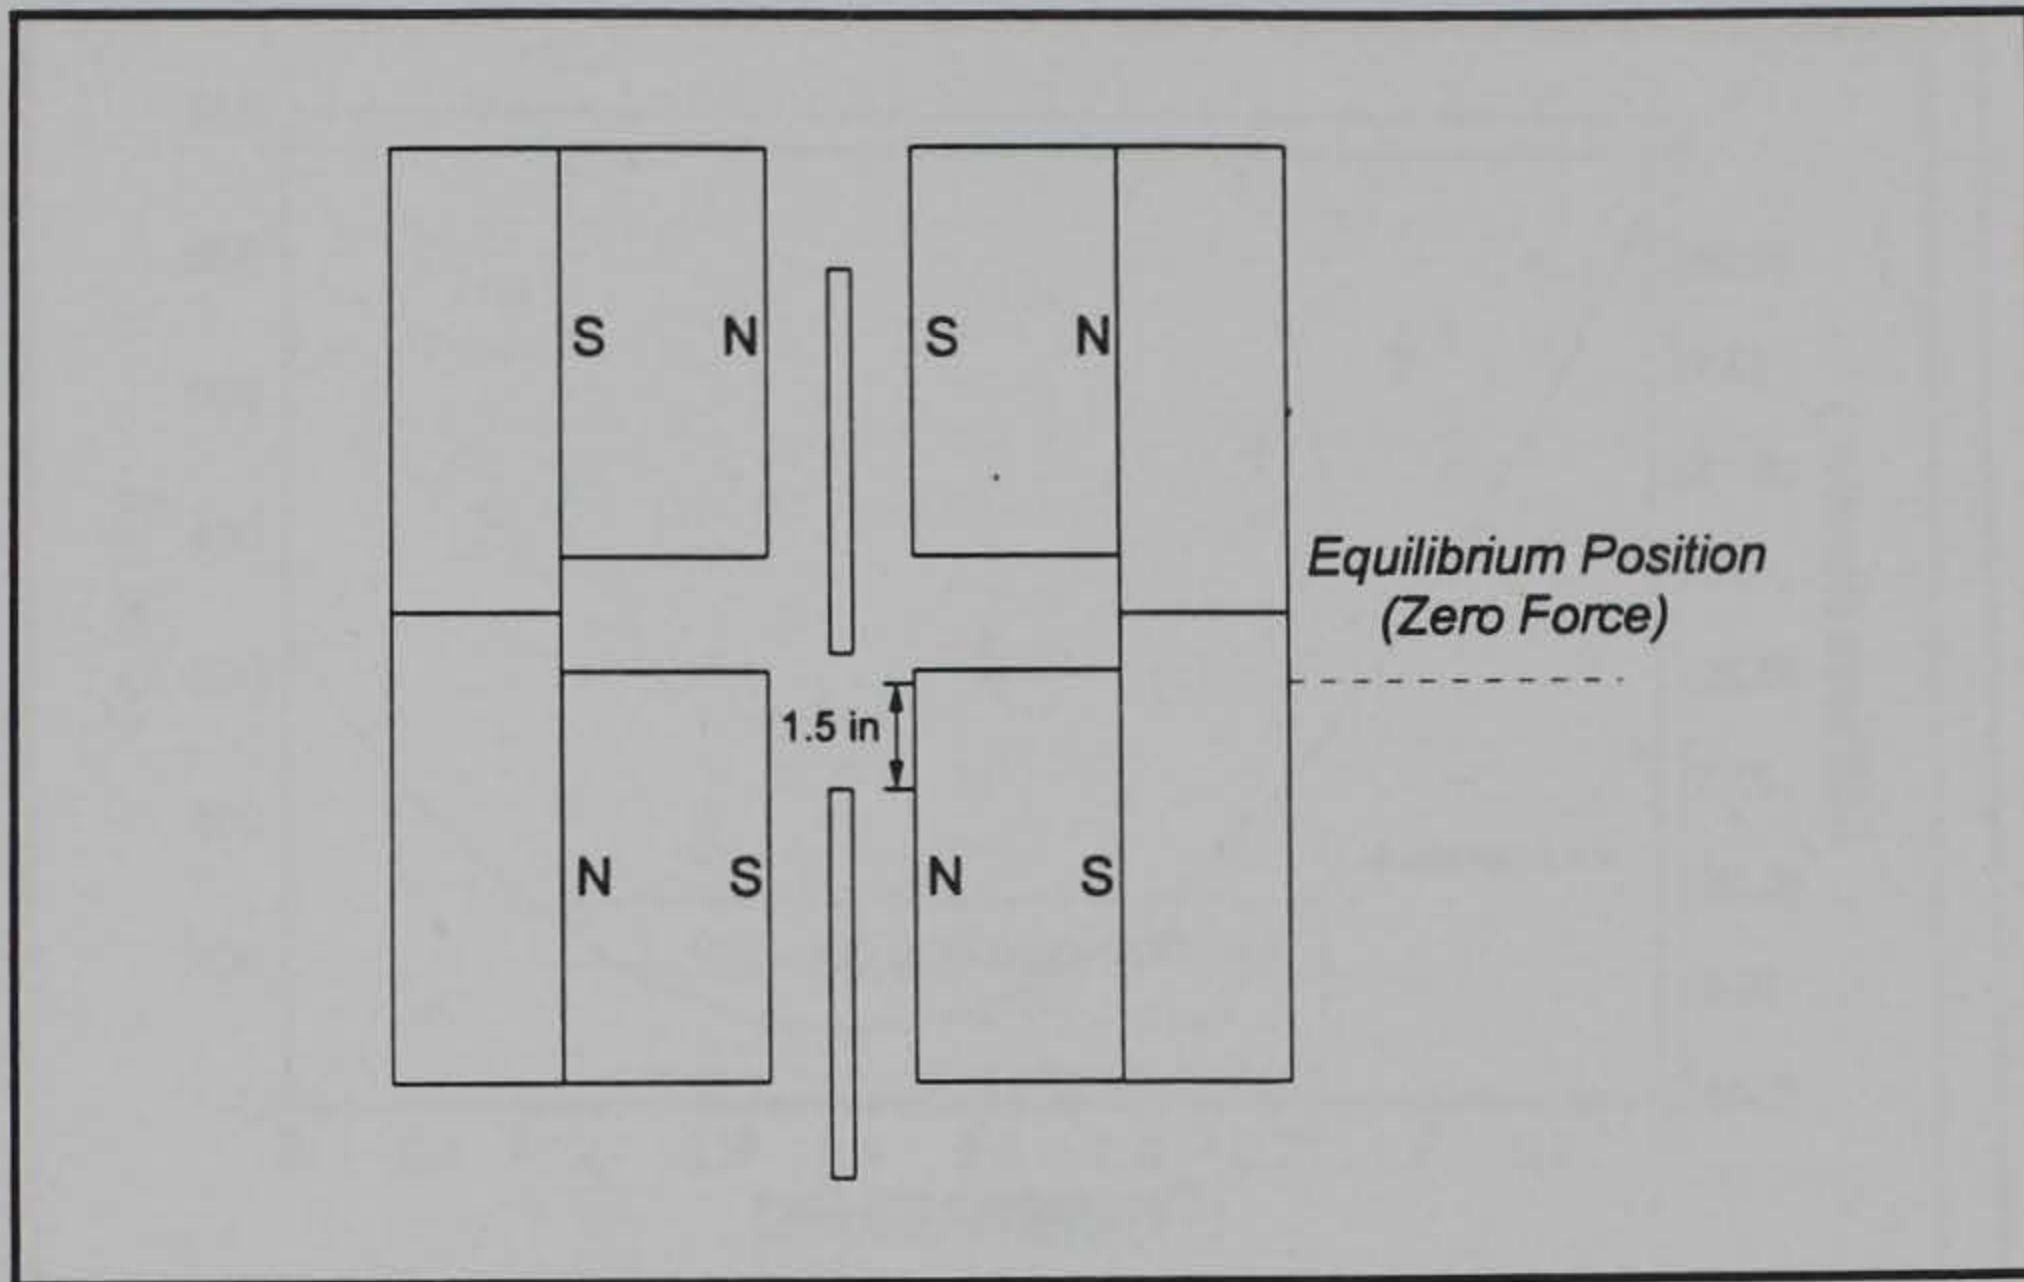 S N S N
Equilibrium Position
(Zero Force)
1.5 in
N S N S